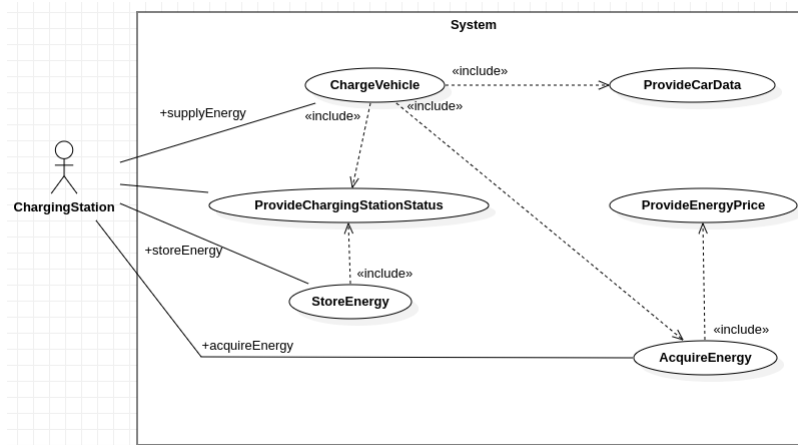 System
ChargeVehicle
«include»
ProvideCarData
+supplyEnergy
«include»
«include»
ChargingStation
ProvideChargingStationStatus
ProvideEnergyPrice
+storeEnergy
«include»
StoreEnergy
«include»
+acquireEnergy
AcquireEnergy